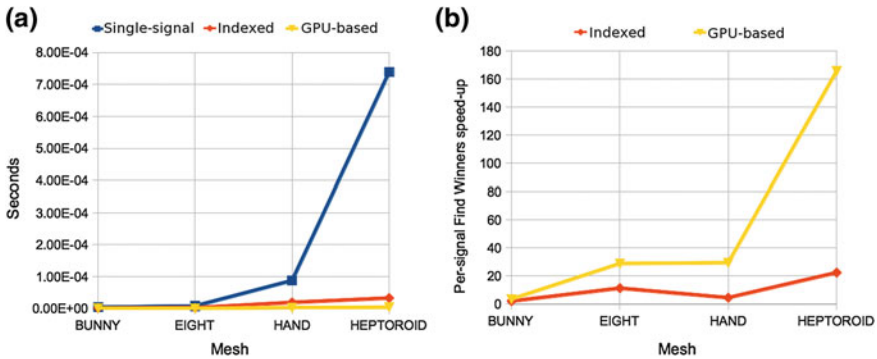 (a)
Single-signal Indexed GPU-based
8.00E-04
7.00E-04
6.00E-04
5.00E-04
4.00E-04
3.00E-04
2.00E-04
1.00E-04
0.00E+00
Seconds
BUNNY EIGHT HAND HEPTOROID
Mesh
(b)
Indexed GPU-based
180
160
140
120
100
80
60
40
20
0
Per-signal Find Winners speed-up
BUNNY EIGHT HAND HEPTOROID
Mesh